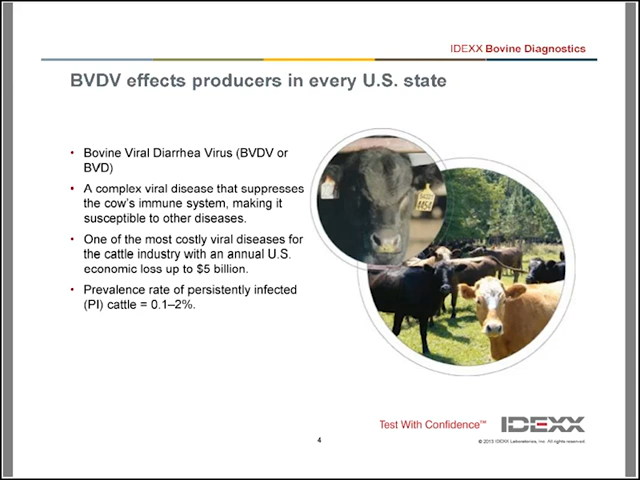 IDEXX Bovine Diagnostics
BVDV effects producers in every U.S. state
• Bovine Viral Diarrhea Virus (BVDV or
BVD)
• A complex viral disease that suppresses
the cow's immune system, making it
susceptible to other diseases.
• One of the most costly viral diseases for
the cattle industry with an annual U.S.
economic loss up to $5 billion.
• Prevalence rate of persistently infected
(PI) cattle = 0.1–2%.
Test With Confidence™
IDEXX
4
© 2013 IDEXX Laboratories, Inc. All rights reserved.